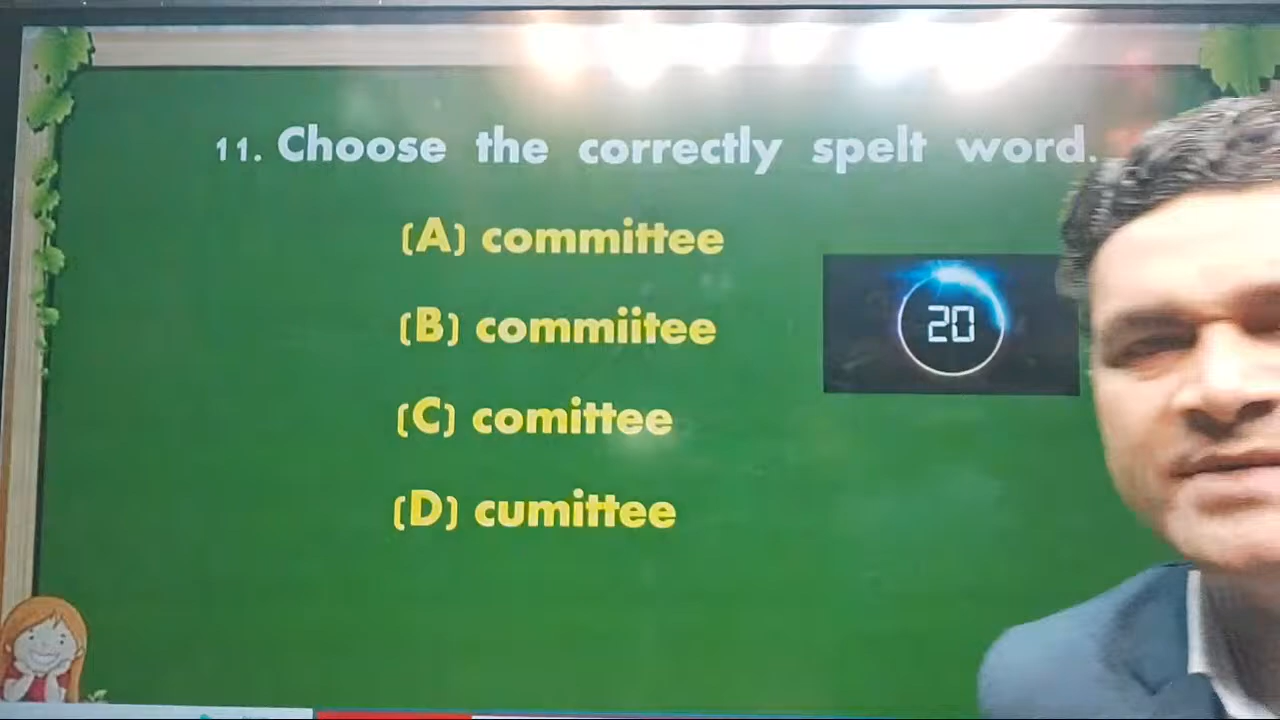 11. Choose the correctly spelt word.
(A) committee
(B) commiitee
20
(C) comittee
(D) cumittee